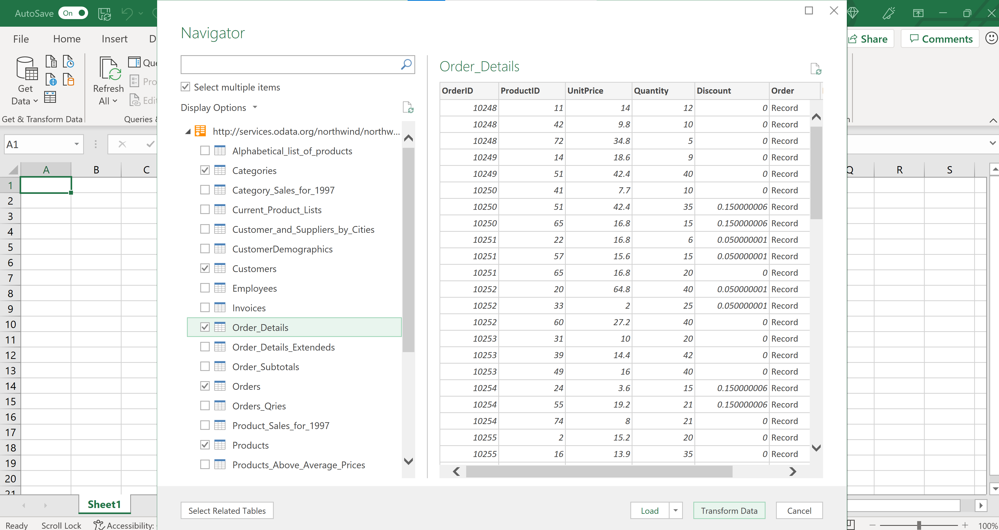 AutoSave On
File Home Insert D
Share Comments
Get
Data
Refresh
All
Que
Pro
Edit
Get & Transform Data
Queries &
A1
A B C Q R S
1
2
3
4
5
6
7
8
9
10
11
12
13
14
15
16
17
18
19
20
21
Sheet1
Ready Scroll Lock Accessibility:
100%
Navigator
Select multiple items
Display Options
http://services.odata.org/northwind/northw...
Alphabetical_list_of_products
Categories
Category_Sales_for_1997
Current_Product_Lists
Customer_and_Suppliers_by_Cities
CustomerDemographics
Customers
Employees
Invoices
Order_Details
Order_Details_Extendeds
Order_Subtotals
Orders
Orders_Qries
Product_Sales_for_1997
Products
Products_Above_Average_Prices
Order_Details
OrderID ProductID UnitPrice Quantity Discount Order
10248 11 14 12 0 Record
10248 42 9.8 10 0 Record
10248 72 34.8 5 0 Record
10249 14 18.6 9 0 Record
10249 51 42.4 40 0 Record
10250 41 7.7 10 0 Record
10250 51 42.4 35 0.150000006 Record
10250 65 16.8 15 0.150000006 Record
10251 22 16.8 6 0.050000001 Record
10251 57 15.6 15 0.050000001 Record
10251 65 16.8 20 0 Record
10252 20 64.8 40 0.050000001 Record
10252 33 2 25 0.050000001 Record
10252 60 27.2 40 0 Record
10253 31 10 20 0 Record
10253 39 14.4 42 0 Record
10253 49 16 40 0 Record
10254 24 3.6 15 0.150000006 Record
10254 55 19.2 21 0.150000006 Record
10254 74 8 21 0 Record
10255 2 15.2 20 0 Record
10255 16 13.9 35 0 Record
Select Related Tables Load Transform Data Cancel